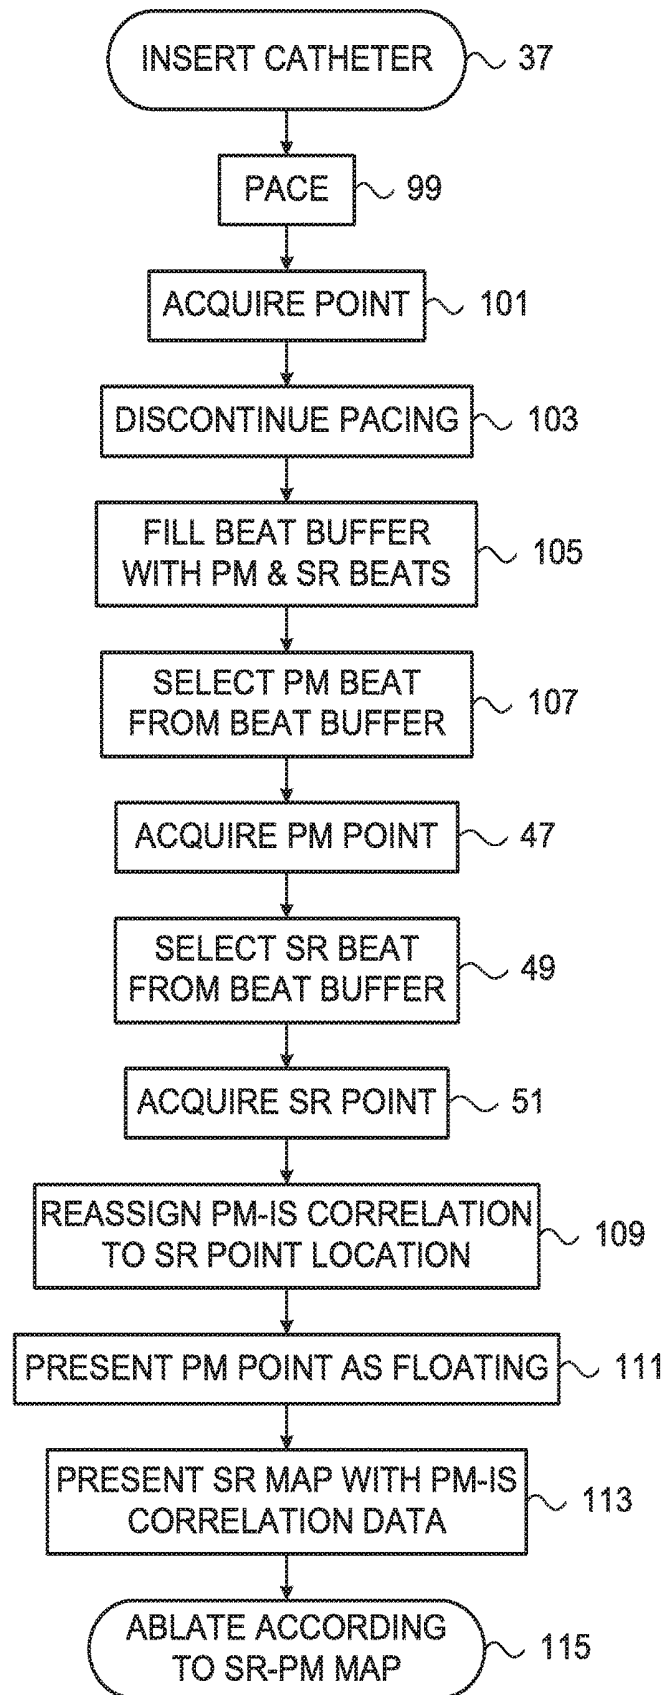 INSERT CATHETER 37
PACE 99
ACQUIRE POINT 101
DISCONTINUE PACING 103
FILL BEAT BUFFER
WITH PM & SR BEATS 105
SELECT PM BEAT
FROM BEAT BUFFER 107
ACQUIRE PM POINT 47
SELECT SR BEAT
FROM BEAT BUFFER 49
ACQUIRE SR POINT 51
REASSIGN PM-IS CORRELATION
TO SR POINT LOCATION 109
PRESENT PM POINT AS FLOATING 111
PRESENT SR MAP WITH PM-IS
CORRELATION DATA 113
ABLATE ACCORDING
TO SR-PM MAP 115